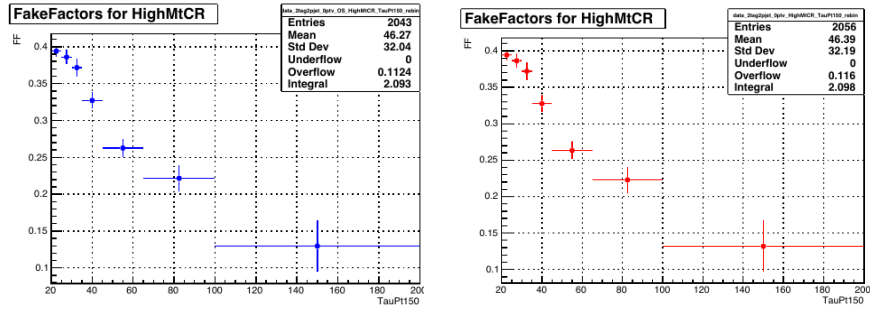 FakeFactors for HighMtCR
data_2tag2pjet_0ptv_OS_HighMtCR_TauPt150_rebin
Entries 2043
Mean 46.27
Std Dev 32.04
Underflow 0
Overflow 0.1124
Integral 2.093
FF
0.4
0.35
0.3
0.25
0.2
0.15
0.1
20 40 60 80 100 120 140 160 180 200
TauPt150
FakeFactors for HighMtCR
data_2tag2pjet_0ptv_HighMtCR_TauPt150_rebin
Entries 2056
Mean 46.39
Std Dev 32.19
Underflow 0
Overflow 0.116
Integral 2.098
FF
0.4
0.35
0.3
0.25
0.2
0.15
0.1
20 40 60 80 100 120 140 160 180 200
TauPt150